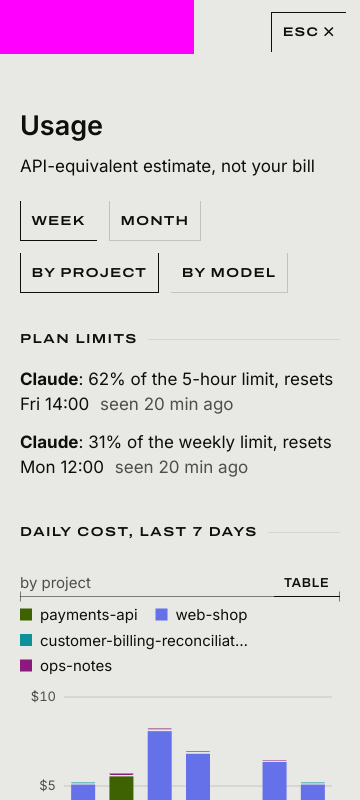 ESC ✕
Usage
API-equivalent estimate, not your bill
WEEK MONTH
BY PROJECT BY MODEL
PLAN LIMITS
Claude: 62% of the 5-hour limit, resets
Fri 14:00 seen 20 min ago
Claude: 31% of the weekly limit, resets
Mon 12:00 seen 20 min ago
DAILY COST, LAST 7 DAYS
by project TABLE
payments-api web-shop
customer-billing-reconciliat...
ops-notes
$10
$5